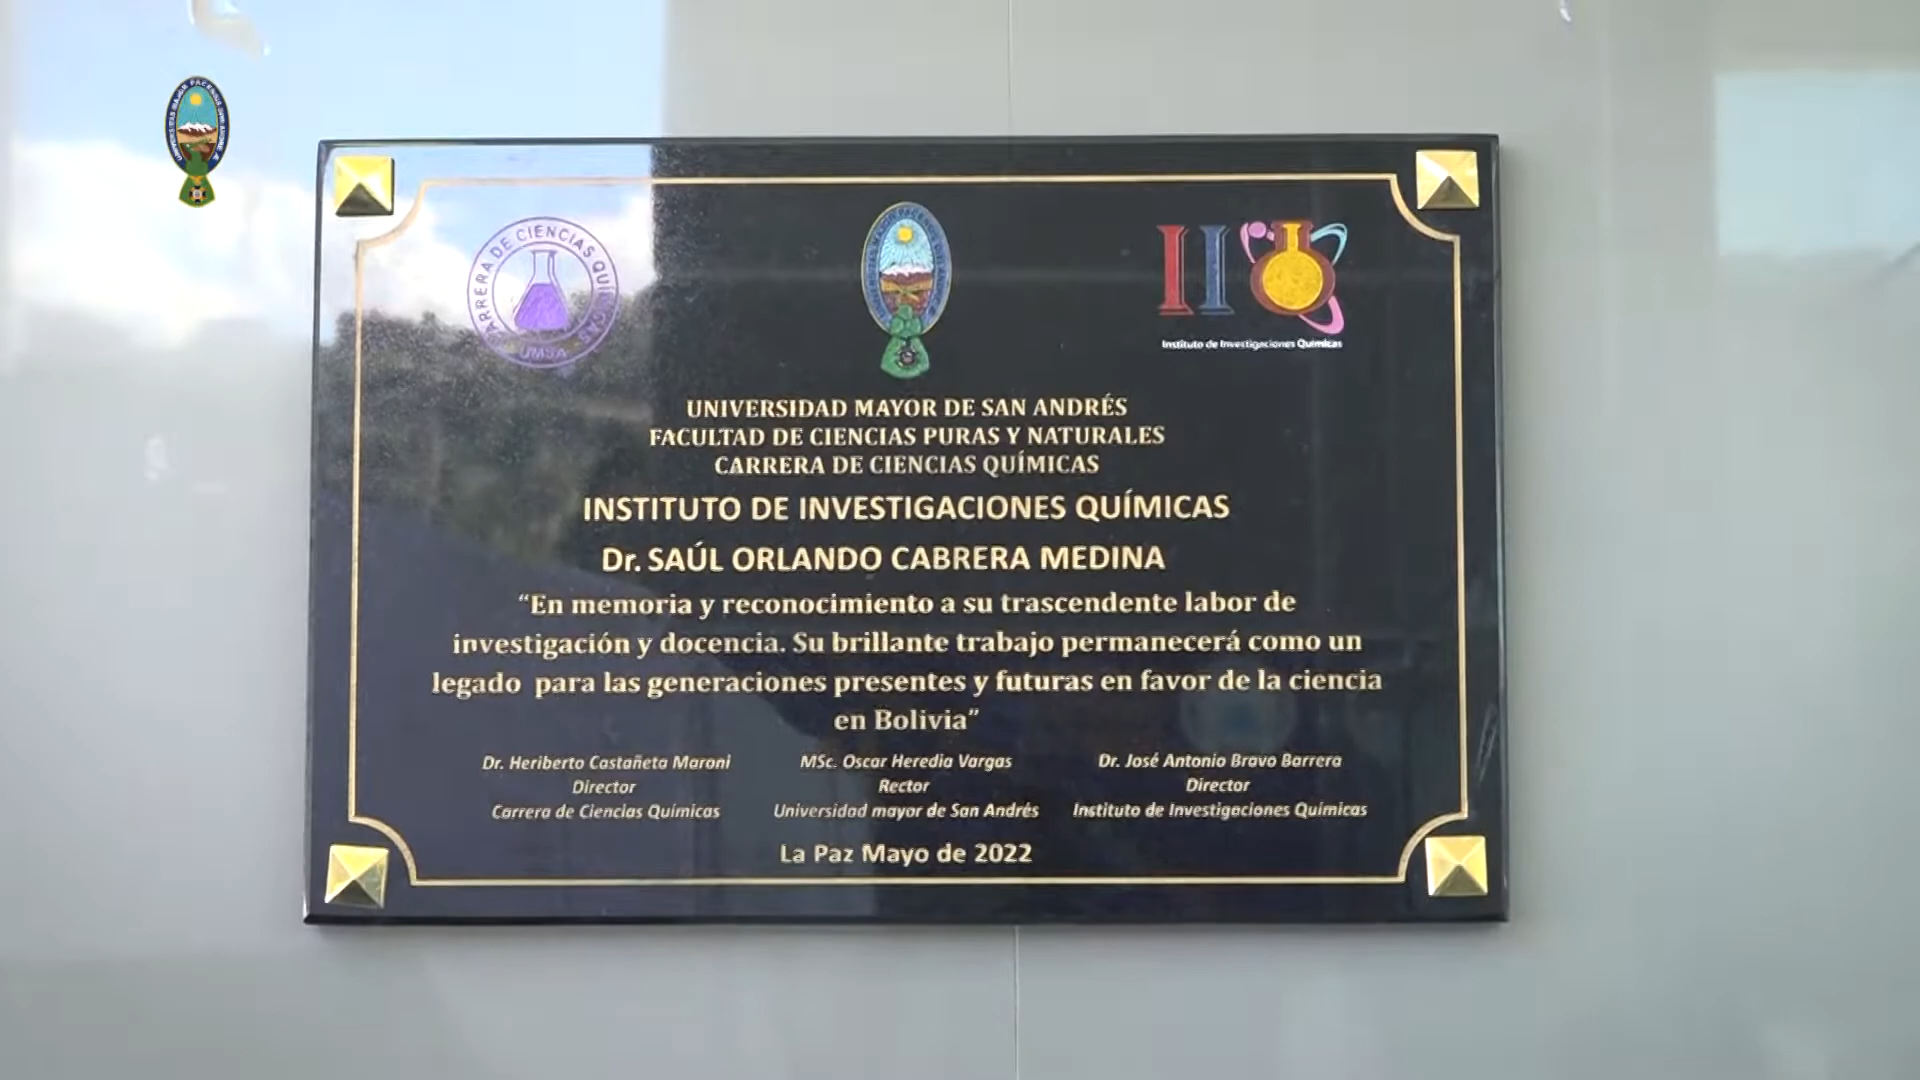 CARRERA DE CIENCIAS QUÍMICAS
UMSA
Instituto de Investigaciones Químicas
UNIVERSIDAD MAYOR DE SAN ANDRÉS
FACULTAD DE CIENCIAS PURAS Y NATURALES
CARRERA DE CIENCIAS QUÍMICAS
INSTITUTO DE INVESTIGACIONES QUÍMICAS
Dr. SAÚL ORLANDO CABRERA MEDINA
“En memoria y reconocimiento a su trascendente labor de
investigación y docencia. Su brillante trabajo permanecerá como un
legado para las generaciones presentes y futuras en favor de la ciencia
en Bolivia”
Dr. Heriberto Castañeta Maroni MSc. Oscar Heredia Vargas Dr. José Antonio Bravo Barrera
Director Rector Director
Carrera de Ciencias Químicas Universidad mayor de San Andrés Instituto de Investigaciones Químicas
La Paz Mayo de 2022